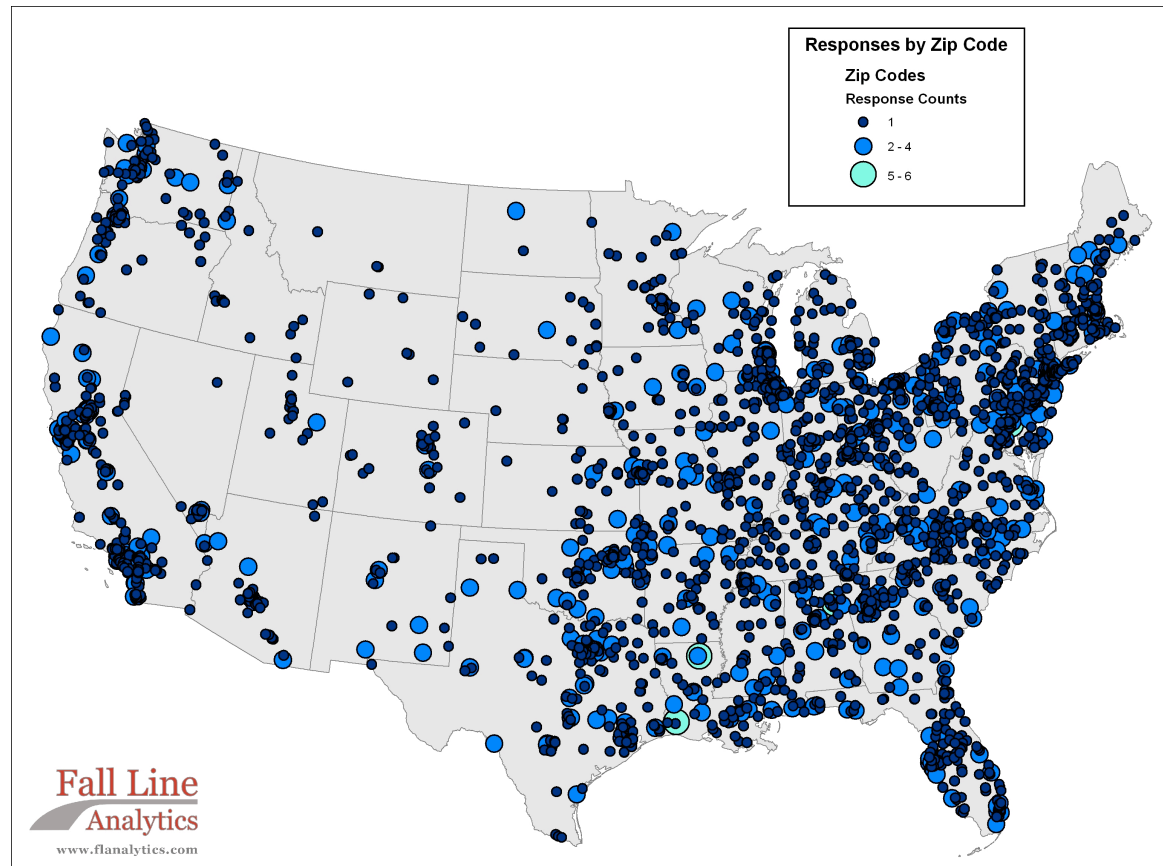 Responses by Zip Code
Zip Codes
Response Counts
1
2 - 4
5 - 6
Fall Line
Analytics
www.flanalytics.com